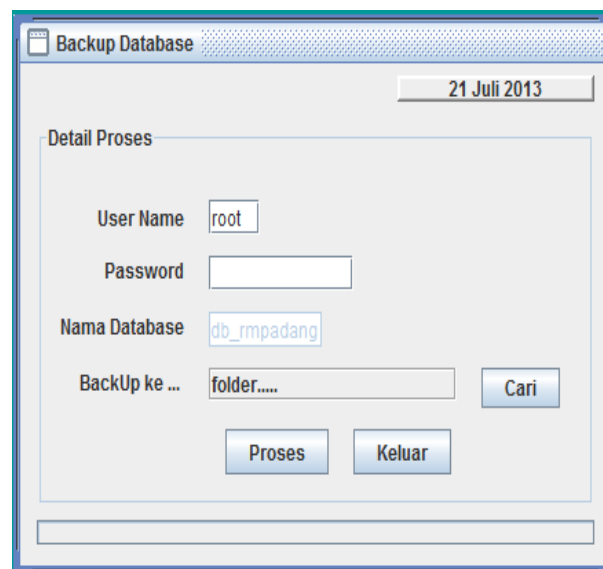 Backup Database
21 Juli 2013
Detail Proses
User Name root
Password
Nama Database db_rmpadang
BackUp ke ... folder..... Cari
Proses Keluar